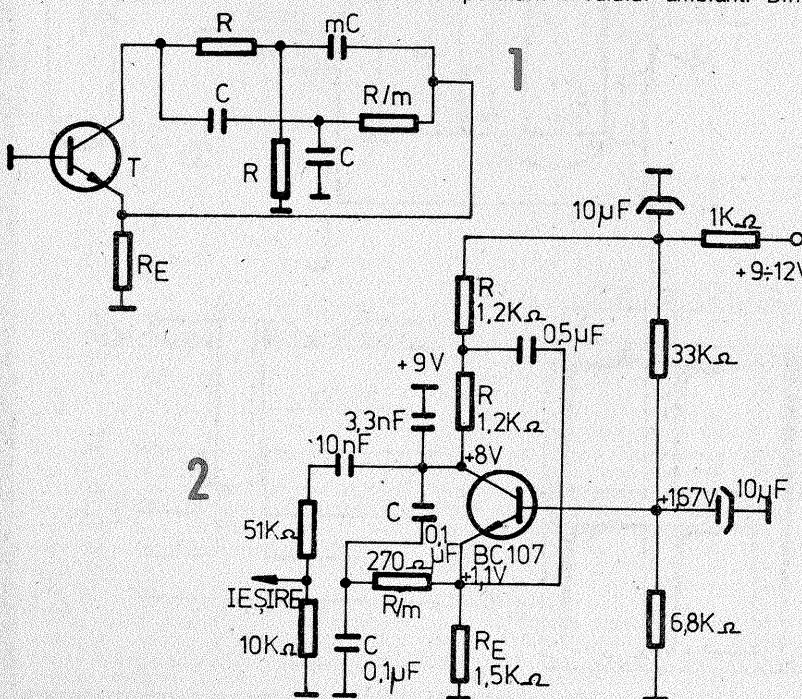 R
mC
1
C
R/m
T
R
C
RE
10µF
1KΩ
+9÷12V
R
1,2KΩ
0,5µF
33KΩ
+9V
R
1,2KΩ
3,3nF
10nF
+8V
2
C
0,1
µF
+1,67V
10µF
51KΩ
270Ω
BC107
+1,1V
IEȘIRE
R/m
10KΩ
C
0,1µF
RE
1,5KΩ
6,8KΩ